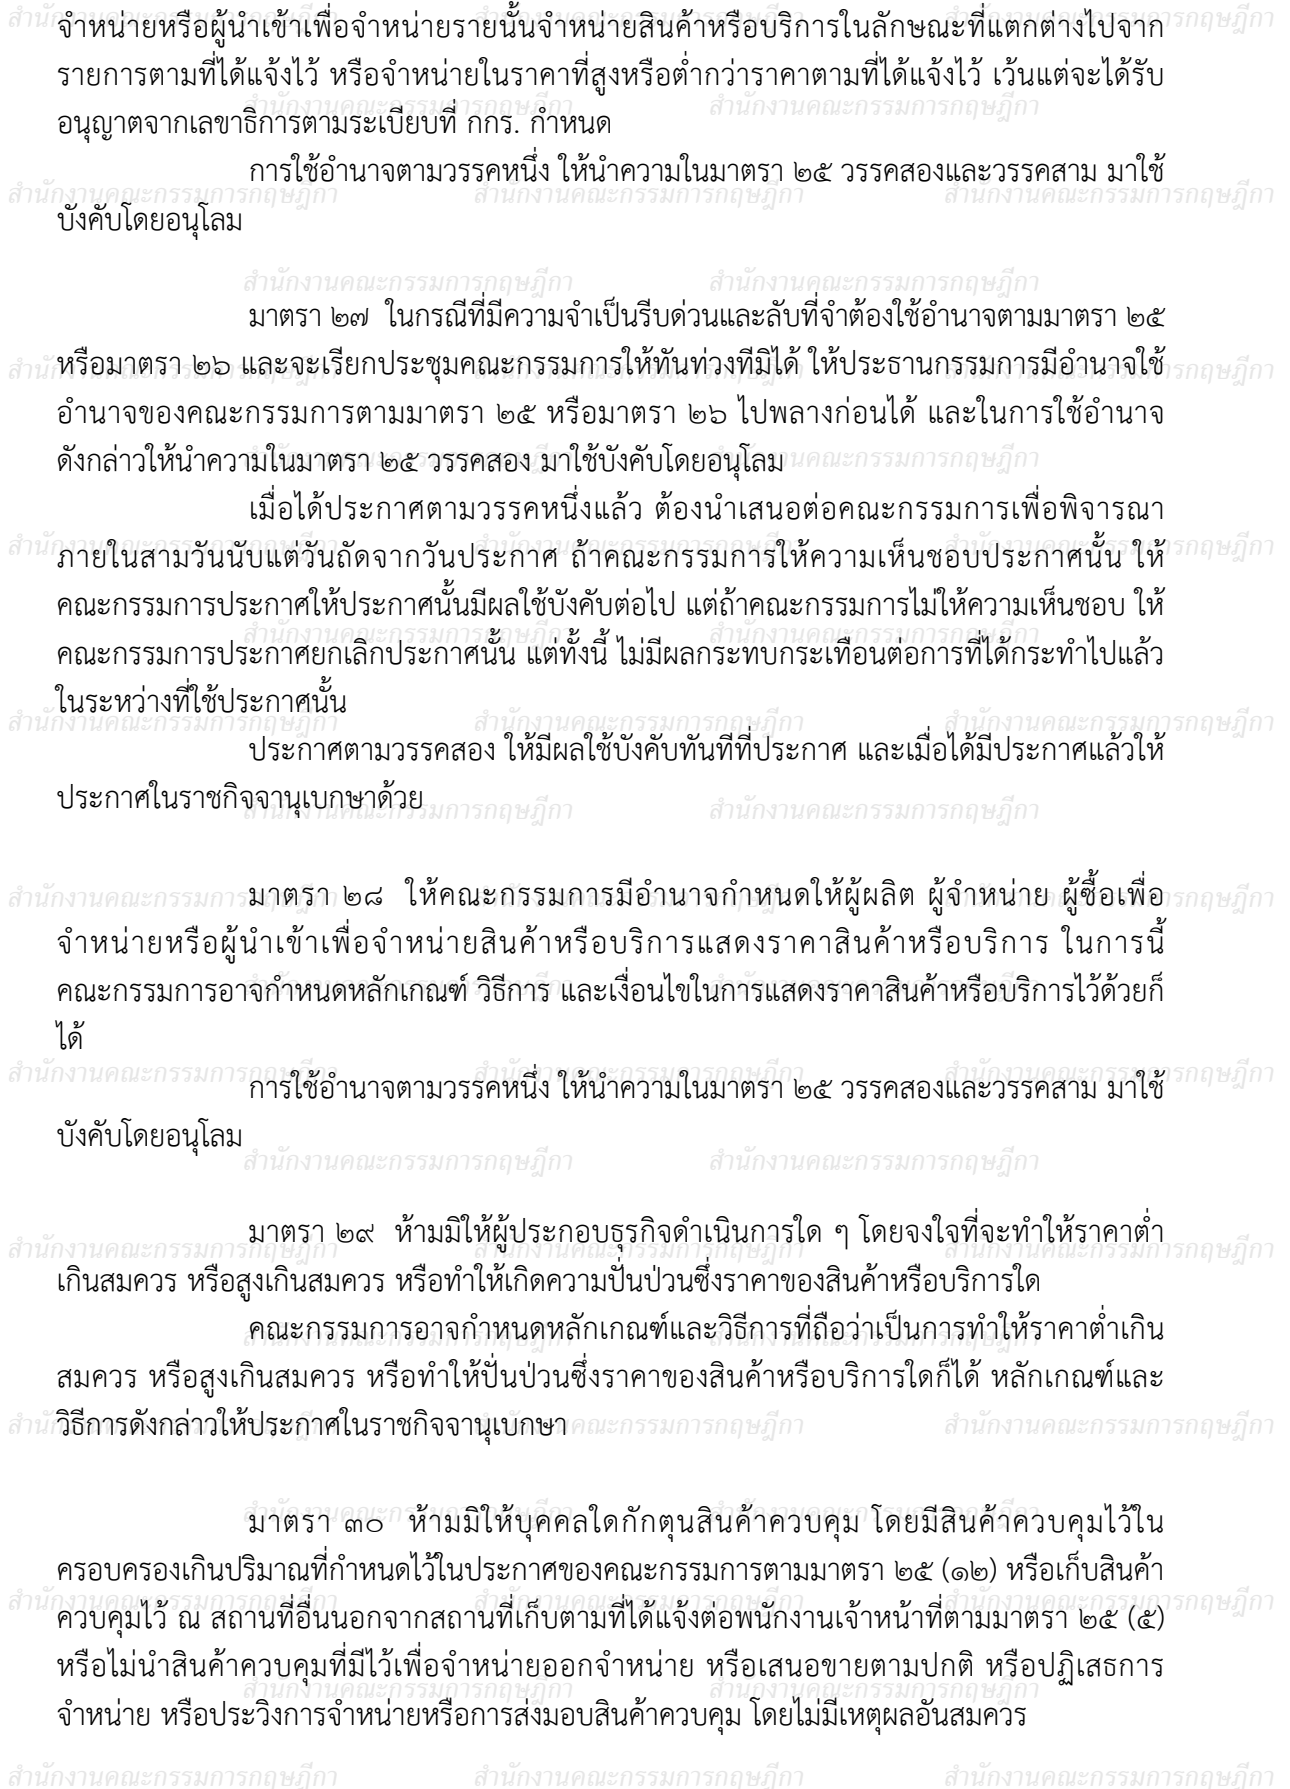 จำหน่ายหรือผู้นำเข้าเพื่อจำหน่ายรายนั้นจำหน่ายสินค้าหรือบริการในลักษณะที่แตกต่างไปจาก
รายการตามที่ได้แจ้งไว้ หรือจำหน่ายในราคาที่สูงหรือต่ำกว่าราคาตามที่ได้แจ้งไว้ เว้นแต่จะได้รับ
อนุญาตจากเลขาธิการตามระเบียบที่ กกร. กำหนด
การใช้อำนาจตามวรรคหนึ่ง ให้นำความในมาตรา ๒๕ วรรคสองและวรรคสาม มาใช้
บังคับโดยอนุโลม
มาตรา ๒๗ ในกรณีที่มีความจำเป็นรีบด่วนและลับที่จำต้องใช้อำนาจตามมาตรา ๒๕
หรือมาตรา ๒๖ และจะเรียกประชุมคณะกรรมการให้ทันท่วงทีมิได้ ให้ประธานกรรมการมีอำนาจใช้
อำนาจของคณะกรรมการตามมาตรา ๒๕ หรือมาตรา ๒๖ ไปพลางก่อนได้ และในการใช้อำนาจ
ดังกล่าวให้นำความในมาตรา ๒๕ วรรคสอง มาใช้บังคับโดยอนุโลม
เมื่อได้ประกาศตามวรรคหนึ่งแล้ว ต้องนำเสนอต่อคณะกรรมการเพื่อพิจารณา
ภายในสามวันนับแต่วันถัดจากวันประกาศ ถ้าคณะกรรมการให้ความเห็นชอบประกาศนั้น ให้
คณะกรรมการประกาศให้ประกาศนั้นมีผลใช้บังคับต่อไป แต่ถ้าคณะกรรมการไม่ให้ความเห็นชอบ ให้
คณะกรรมการประกาศยกเลิกประกาศนั้น แต่ทั้งนี้ ไม่มีผลกระทบกระเทือนต่อการที่ได้กระทำไปแล้ว
ในระหว่างที่ใช้ประกาศนั้น
ประกาศตามวรรคสอง ให้มีผลใช้บังคับทันทีที่ประกาศ และเมื่อได้มีประกาศแล้วให้
ประกาศในราชกิจจานุเบกษาด้วย
มาตรา ๒๘ ให้คณะกรรมการมีอำนาจกำหนดให้ผู้ผลิต ผู้จำหน่าย ผู้ซื้อเพื่อ
จำหน่ายหรือผู้นำเข้าเพื่อจำหน่ายสินค้าหรือบริการแสดงราคาสินค้าหรือบริการ ในการนี้
คณะกรรมการอาจกำหนดหลักเกณฑ์ วิธีการ และเงื่อนไขในการแสดงราคาสินค้าหรือบริการไว้ด้วยก็
ได้
การใช้อำนาจตามวรรคหนึ่ง ให้นำความในมาตรา ๒๕ วรรคสองและวรรคสาม มาใช้
บังคับโดยอนุโลม
มาตรา ๒๙ ห้ามมิให้ผู้ประกอบธุรกิจดำเนินการใด ๆ โดยจงใจที่จะทำให้ราคาต่ำ
เกินสมควร หรือสูงเกินสมควร หรือทำให้เกิดความปั่นป่วนซึ่งราคาของสินค้าหรือบริการใด
คณะกรรมการอาจกำหนดหลักเกณฑ์และวิธีการที่ถือว่าเป็นการทำให้ราคาต่ำเกิน
สมควร หรือสูงเกินสมควร หรือทำให้ปั่นป่วนซึ่งราคาของสินค้าหรือบริการใดก็ได้ หลักเกณฑ์และ
วิธีการดังกล่าวให้ประกาศในราชกิจจานุเบกษา
มาตรา ๓๐ ห้ามมิให้บุคคลใดกักตุนสินค้าควบคุม โดยมีสินค้าควบคุมไว้ใน
ครอบครองเกินปริมาณที่กำหนดไว้ในประกาศของคณะกรรมการตามมาตรา ๒๕ (๑๒) หรือเก็บสินค้า
ควบคุมไว้ ณ สถานที่อื่นนอกจากสถานที่เก็บตามที่ได้แจ้งต่อพนักงานเจ้าหน้าที่ตามมาตรา ๒๕ (๕)
หรือไม่นำสินค้าควบคุมที่มีไว้เพื่อจำหน่ายออกจำหน่าย หรือเสนอขายตามปกติ หรือปฏิเสธการ
จำหน่าย หรือประวิงการจำหน่ายหรือการส่งมอบสินค้าควบคุม โดยไม่มีเหตุผลอันสมควร
สำนักงานคณะกรรมการกฤษฎีกา สำนักงานคณะกรรมการกฤษฎีกา สำนักงานคณะกรรมการกฤษฎีกา